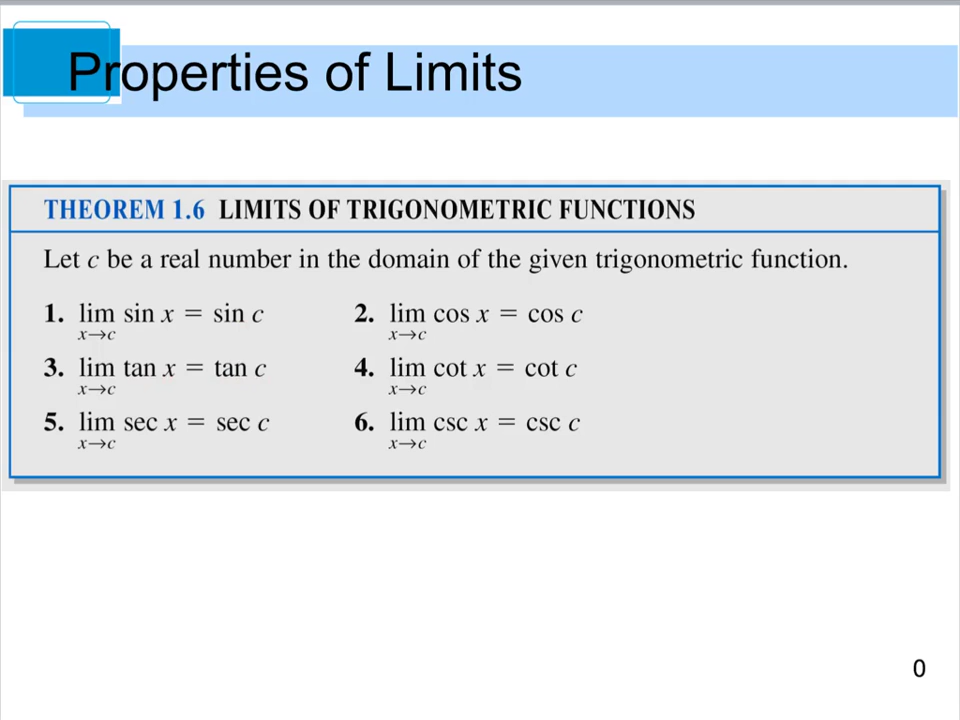 Properties of Limits
THEOREM 1.6 LIMITS OF TRIGONOMETRIC FUNCTIONS
Let c be a real number in the domain of the given trigonometric function.
1. lim sin x = sin c 2. lim cos x = cos c
x→c x→c
3. lim tan x = tan c 4. lim cot x = cot c
x→c x→c
5. lim sec x = sec c 6. lim csc x = csc c
x→c x→c
0